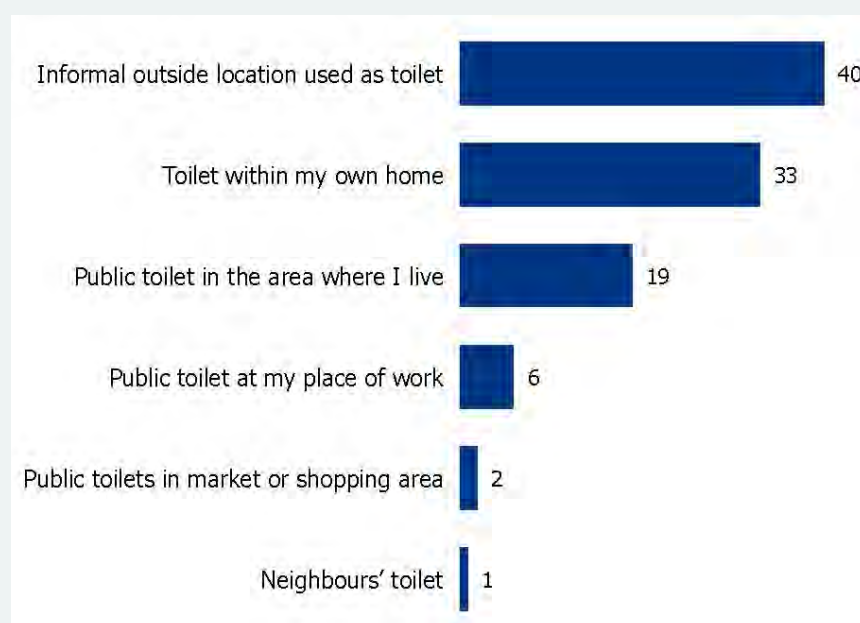 Informal outside location used as toilet 40
Toilet within my own home 33
Public toilet in the area where I live 19
Public toilet at my place of work 6
Public toilets in market or shopping area 2
Neighbours’ toilet 1